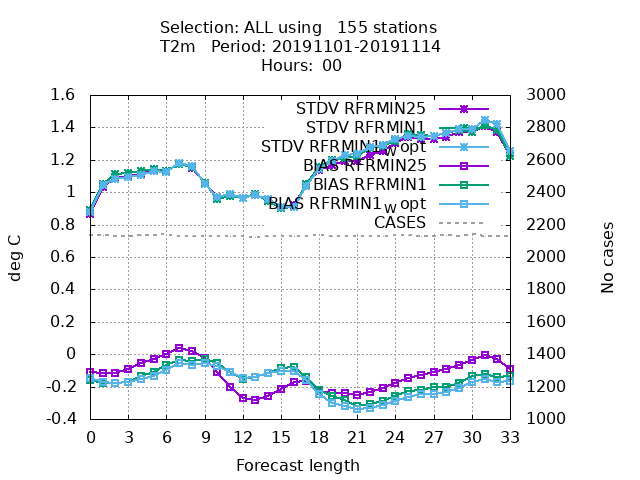 Selection: ALL using   155 stations
T2m   Period: 20191101-20191114
Hours: 00
STDV RFRMIN25
STDV RFRMIN1
STDV RFRMIN1_W opt
BIAS RFRMIN25
BIAS RFRMIN1
BIAS RFRMIN1_W opt
CASES
deg C
1.6
1.4
1.2
1
0.8
0.6
0.4
0.2
0
-0.2
-0.4
3000
2800
2600
2400
2200
2000
1800
1600
1400
1200
1000
No cases
0 3 6 9 12 15 18 21 24 27 30 33
Forecast length